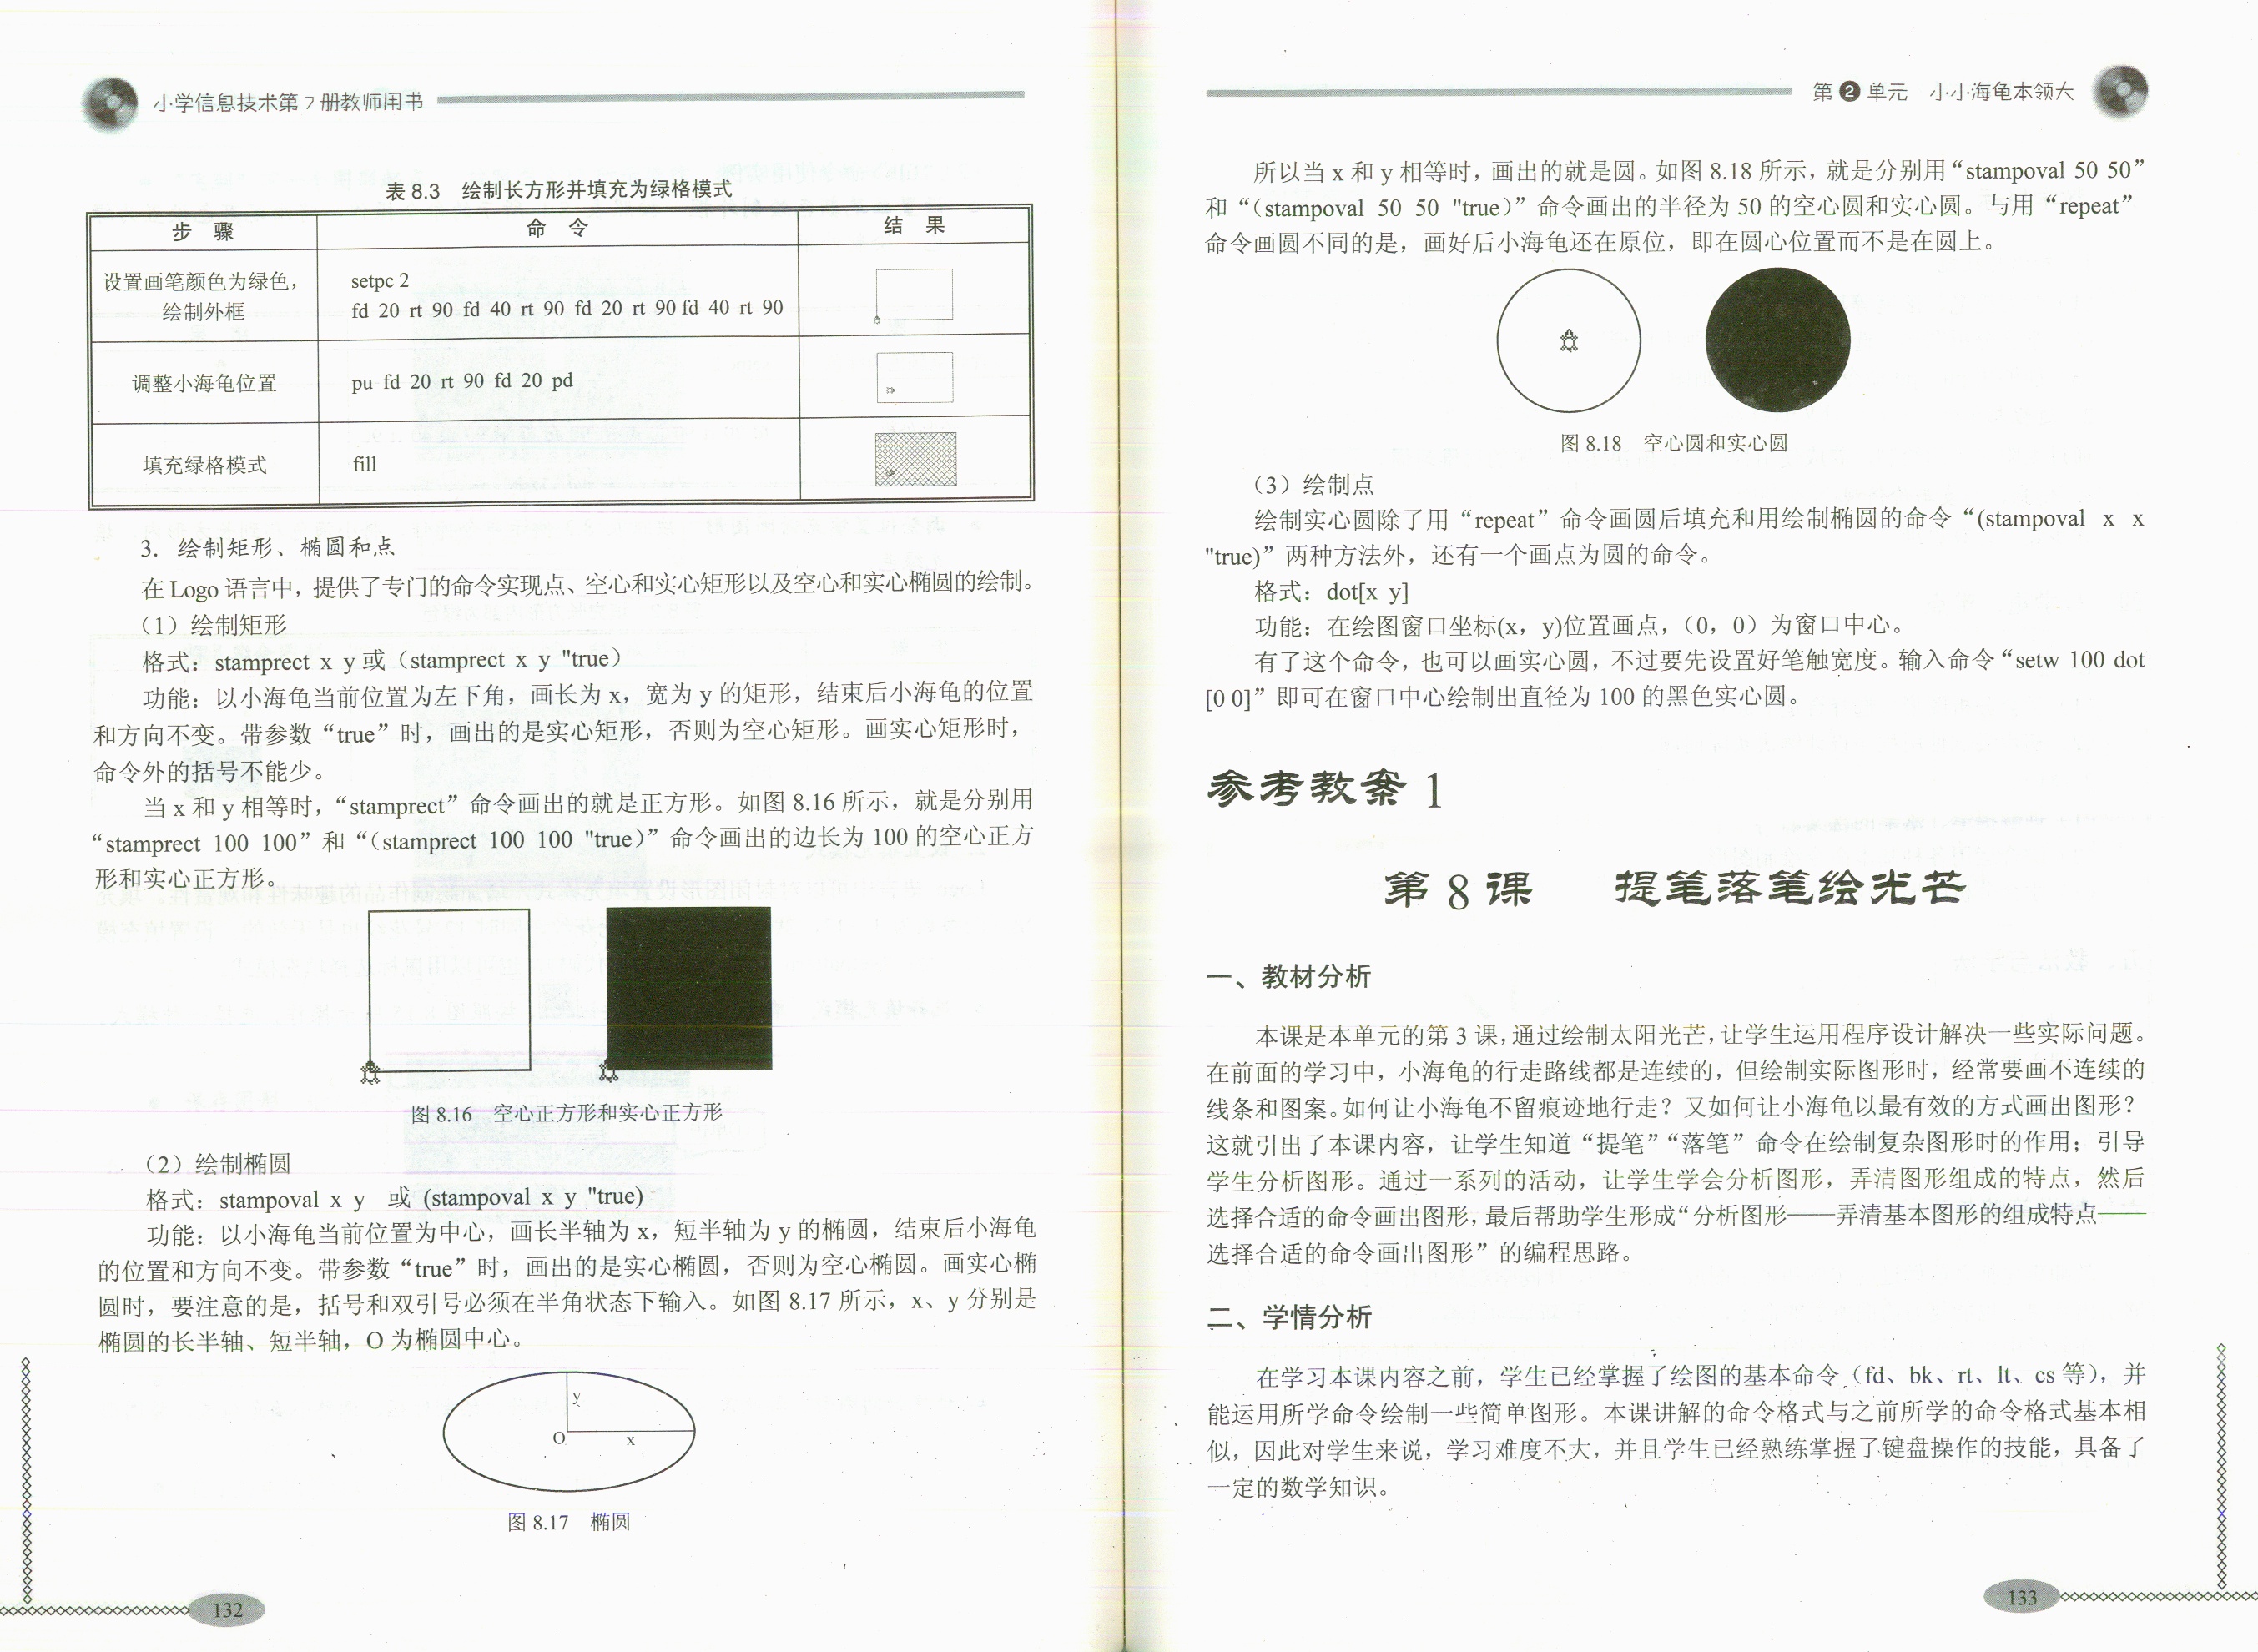 小学信息技术第 7 册教师用书
表 8.3　绘制长方形并填充为绿格模式
步　骤　命　令　结　果
设置画笔颜色为绿色，
绘制外框
setpc 2
fd 20 rt 90 fd 40 rt 90 fd 20 rt 90 fd 40 rt 90
调整小海龟位置　pu fd 20 rt 90 fd 20 pd
填充绿格模式　fill
3．绘制矩形、椭圆和点
在 Logo 语言中，提供了专门的命令实现点、空心和实心矩形以及空心和实心椭圆的绘制。
（1）绘制矩形
格式：stamprect x y 或（stamprect x y "true）
功能：以小海龟当前位置为左下角，画长为 x，宽为 y 的矩形，结束后小海龟的位置
和方向不变。带参数“true”时，画出的是实心矩形，否则为空心矩形。画实心矩形时，
命令外的括号不能少。
当 x 和 y 相等时，“stamprect”命令画出的就是正方形。如图 8.16 所示，就是分别用
“stamprect 100 100”和“（stamprect 100 100 "true）”命令画出的边长为 100 的空心正方
形和实心正方形。
图 8.16　空心正方形和实心正方形
（2）绘制椭圆
格式：stampoval x y 或 (stampoval x y "true)
功能：以小海龟当前位置为中心，画长半轴为 x，短半轴为 y 的椭圆，结束后小海龟
的位置和方向不变。带参数“true”时，画出的是实心椭圆，否则为空心椭圆。画实心椭
圆时，要注意的是，括号和双引号必须在半角状态下输入。如图 8.17 所示，x、y 分别是
椭圆的长半轴、短半轴，O 为椭圆中心。
y
O
x
图 8.17　椭圆
132
第 2 单元　小小海龟本领大
所以当 x 和 y 相等时，画出的就是圆。如图 8.18 所示，就是分别用“stampoval 50 50”
和“（stampoval 50 50 "true）”命令画出的半径为 50 的空心圆和实心圆。与用“repeat”
命令画圆不同的是，画好后小海龟还在原位，即在圆心位置而不是在圆上。
图 8.18　空心圆和实心圆
（3）绘制点
绘制实心圆除了用“repeat”命令画圆后填充和用绘制椭圆的命令“(stampoval x x
"true)”两种方法外，还有一个画点为圆的命令。
格式：dot[x y]
功能：在绘图窗口坐标(x，y)位置画点，（0，0）为窗口中心。
有了这个命令，也可以画实心圆，不过要先设置好笔触宽度。输入命令“setw 100 dot
[0 0]”即可在窗口中心绘制出直径为 100 的黑色实心圆。
参考教案 1
第 8 课　提笔落笔绘光芒
一、教材分析
本课是本单元的第 3 课，通过绘制太阳光芒，让学生运用程序设计解决一些实际问题。
在前面的学习中，小海龟的行走路线都是连续的，但绘制实际图形时，经常要画不连续的
线条和图案。如何让小海龟不留痕迹地行走？又如何让小海龟以最有效的方式画出图形？
这就引出了本课内容，让学生知道“提笔”“落笔”命令在绘制复杂图形时的作用；引导
学生分析图形。通过一系列的活动，让学生学会分析图形，弄清图形组成的特点，然后
选择合适的命令画出图形，最后帮助学生形成“分析图形——弄清基本图形的组成特点——
选择合适的命令画出图形”的编程思路。
二、学情分析
在学习本课内容之前，学生已经掌握了绘图的基本命令（fd、bk、rt、lt、cs 等），并
能运用所学命令绘制一些简单图形。本课讲解的命令格式与之前所学的命令格式基本相
似，因此对学生来说，学习难度不大，并且学生已经熟练掌握了键盘操作的技能，具备了
一定的数学知识。
133